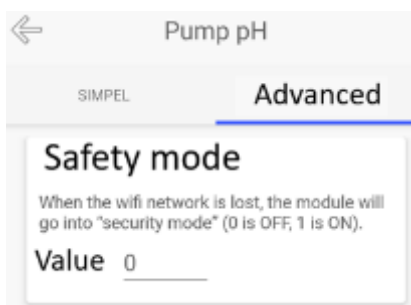 Pump pH
SIMPEL
Advanced
Safety mode
When the wifi network is lost, the module will
go into "security mode" (0 is OFF, 1 is ON).
Value 0